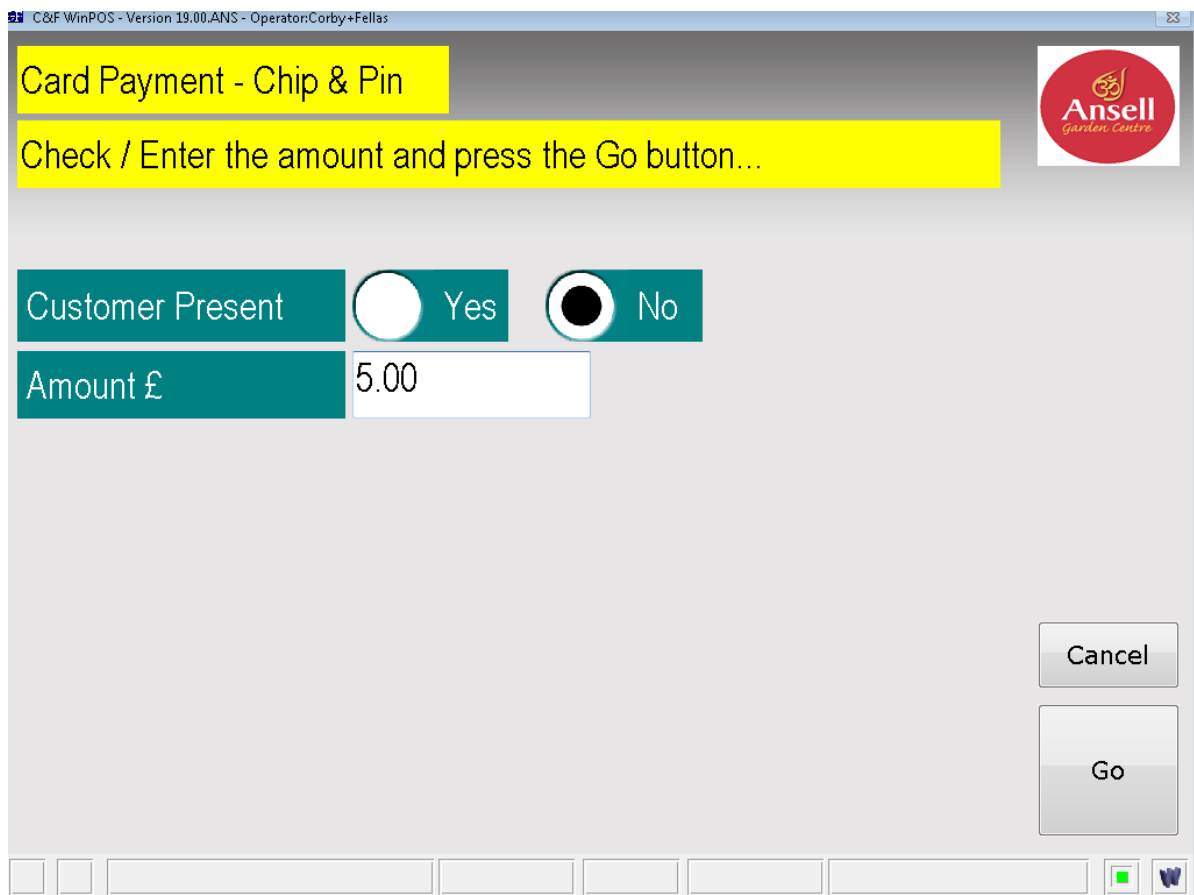 C&F WinPOS - Version 19.00.ANS - Operator:Corby+Fellas
Card Payment - Chip & Pin
Ansell
Garden Centre
Check / Enter the amount and press the Go button...
Customer Present Yes No
Amount £ 5.00
Cancel
Go